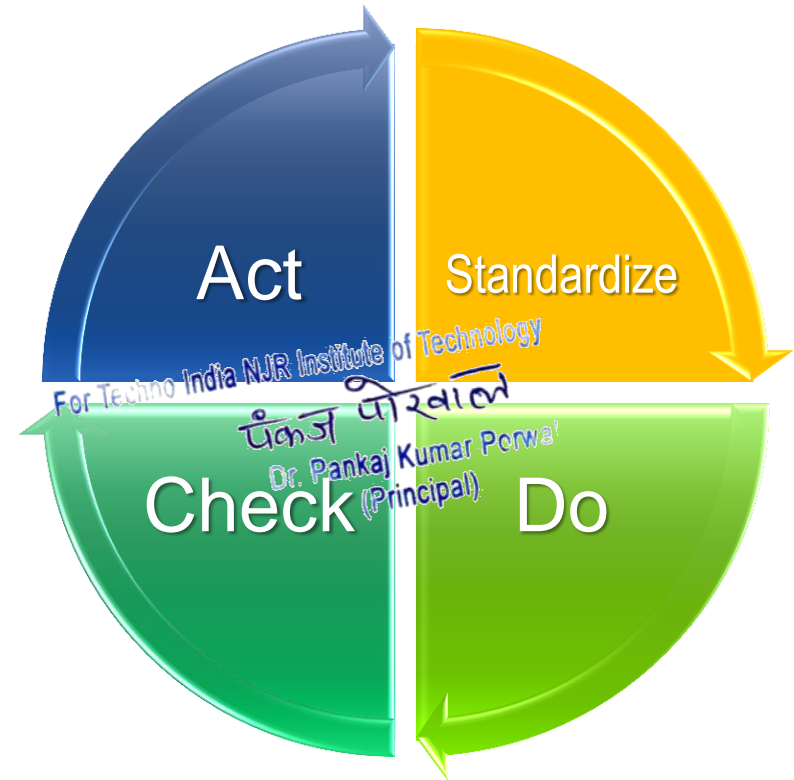 Act
Standardize
For Techno India NJR Institute of Technology
पंकज पोरवाल
Dr. Pankaj Kumar Porwal
(Principal)
Check
Do